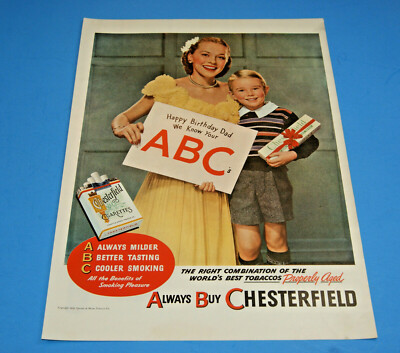 Happy Birthday Dad
We Know Your
ABC's
Chesterfield
CIGARETTES
A ALWAYS MILDER
B BETTER TASTING
C COOLER SMOKING
All the Benefits of
Smoking Pleasure
THE RIGHT COMBINATION OF THE
WORLD'S BEST TOBACCOS Properly Aged
ALWAYS BUY CHESTERFIELD